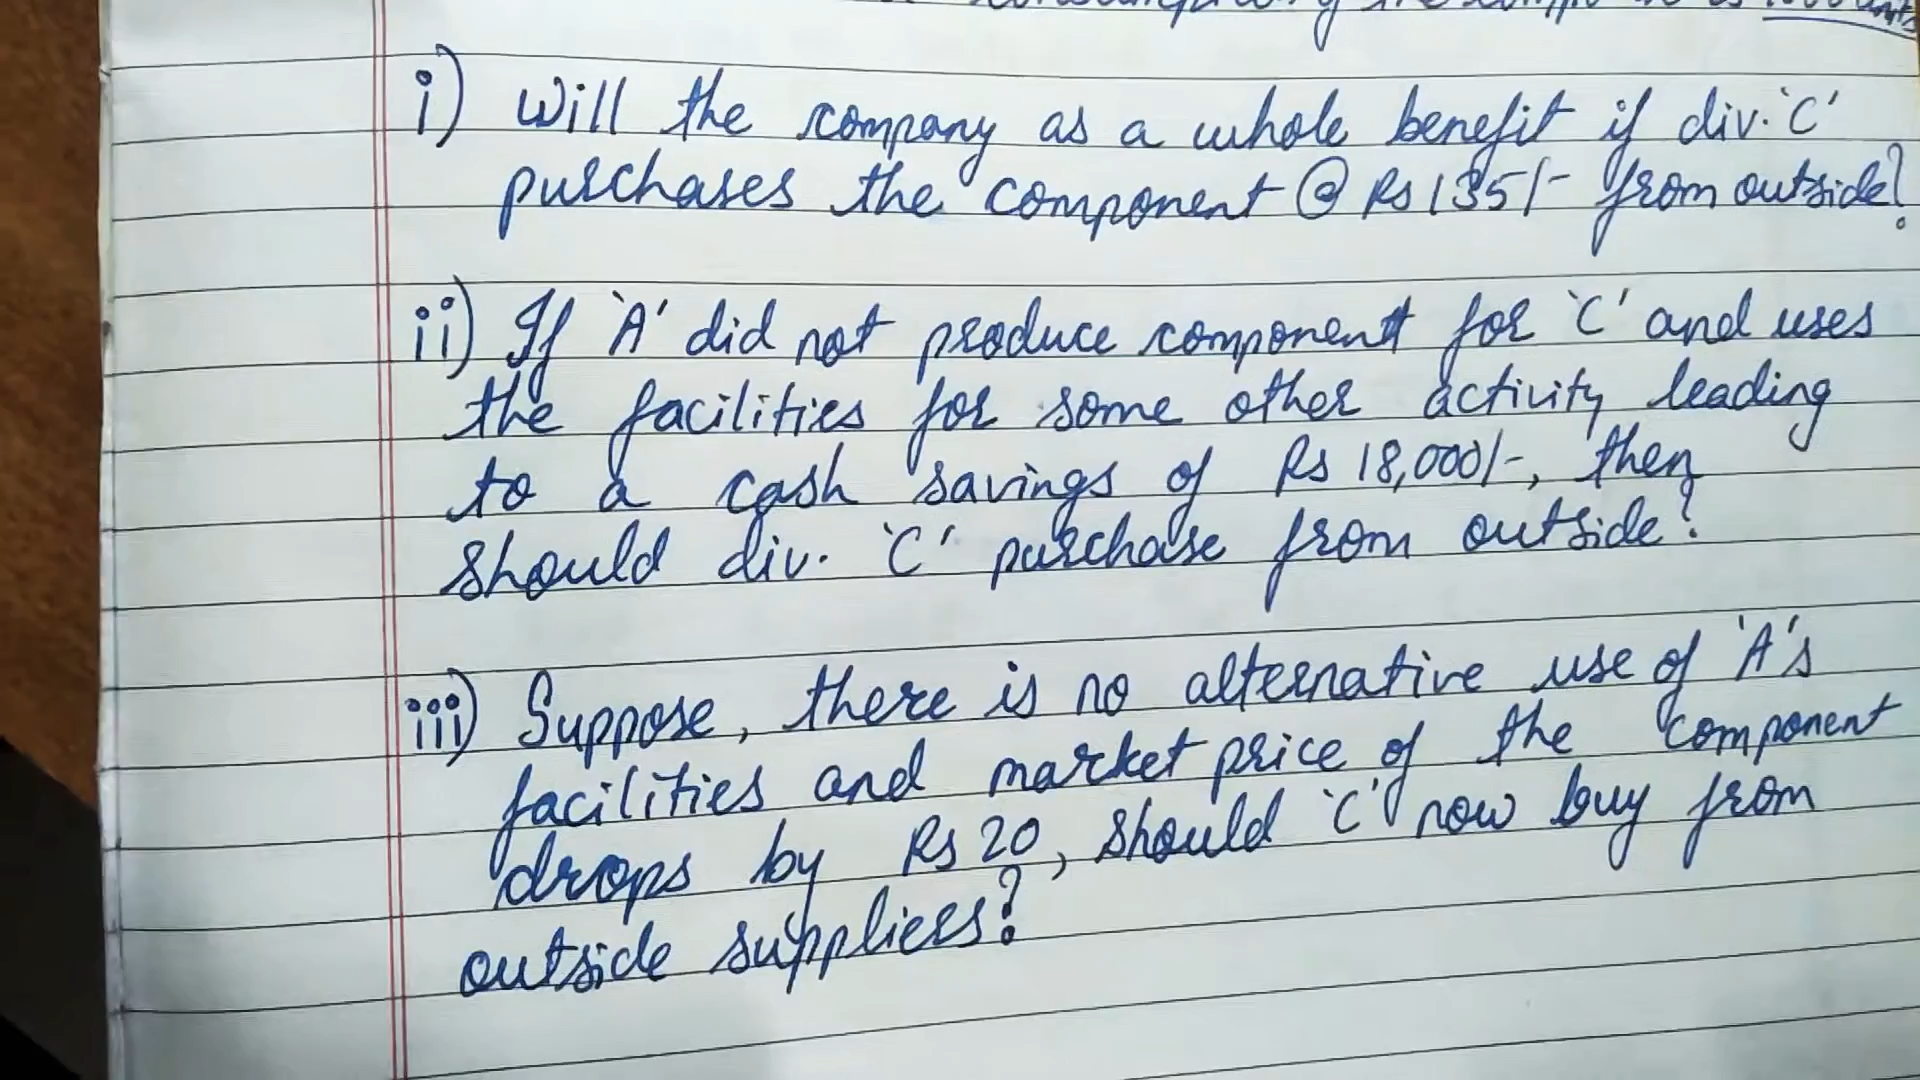 i) Will the company as a whole benefit if div. 'C'
purchases the component @ Rs 135/- from outside?
ii) If 'A' did not produce component for 'C' and uses
the facilities for some other activity leading
to a cash savings of Rs 18,000/-, then
should div. 'C' purchase from outside?
iii) Suppose, there is no alternative use of 'A's
facilities and market price of the component
drops by Rs 20, should 'C' now buy from
outside suppliers?